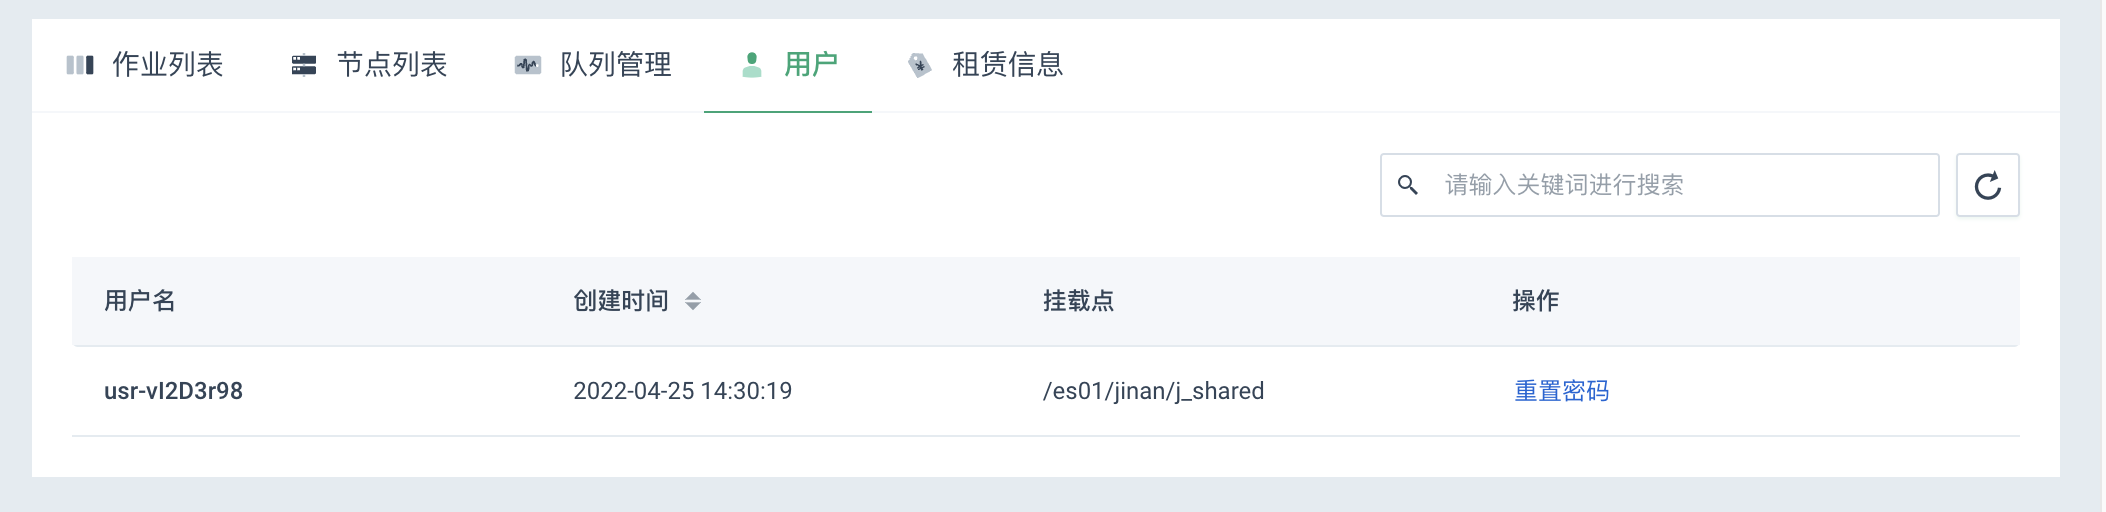 作业列表 节点列表 队列管理 用户 租赁信息
请输入关键词进行搜索
用户名 创建时间 挂载点 操作
usr-vI2D3r98 2022-04-25 14:30:19 /es01/jinan/j_shared 重置密码